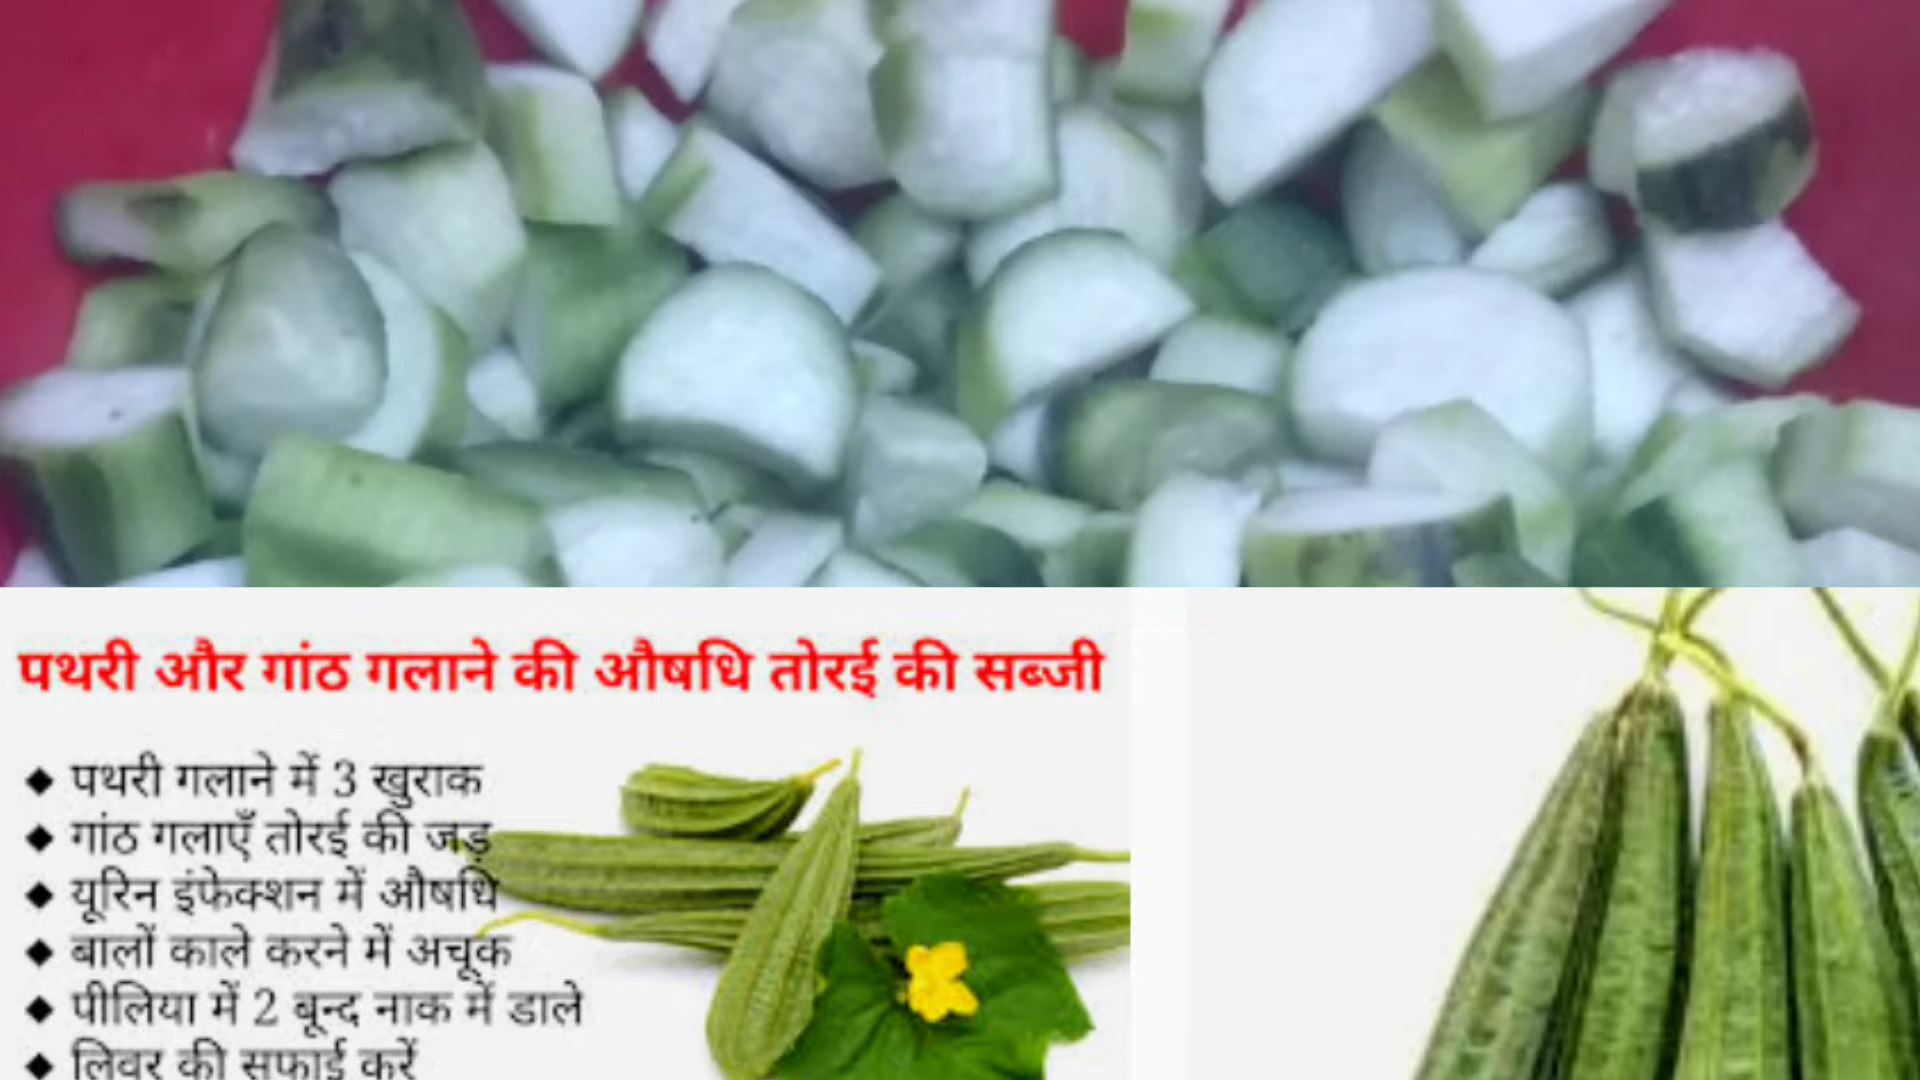 पथरी और गांठ गलाने की औषधि तोरई की सब्जी
◆ पथरी गलाने में 3 खुराक
◆ गांठ गलाएँ तोरई की जड़
◆ यूरिन इंफेक्शन में औषधि
◆ बालों काले करने में अचूक
◆ पीलिया में 2 बून्द नाक में डाले
◆ लिवर की सफाई करें